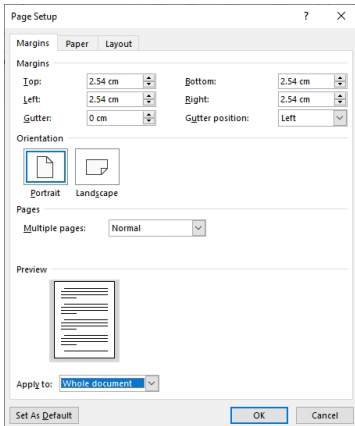 Page Setup ? X
Margins Paper Layout
Margins
Top: 2.54 cm Bottom: 2.54 cm
Left: 2.54 cm Right: 2.54 cm
Gutter: 0 cm Gutter position: Left
Orientation
Portrait Landscape
Pages
Multiple pages: Normal
Preview
Apply to: Whole document
Set As Default OK Cancel